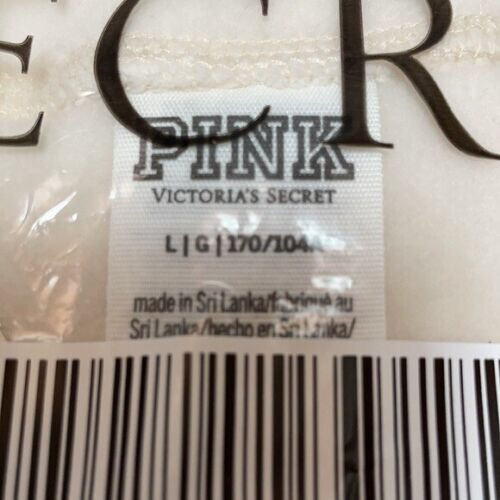 ECR
PINK
VICTORIA'S SECRET
L | G | 170/104A
made in Sri Lanka/fabriqué au
Sri Lanka/hecho en Sri Lanka/